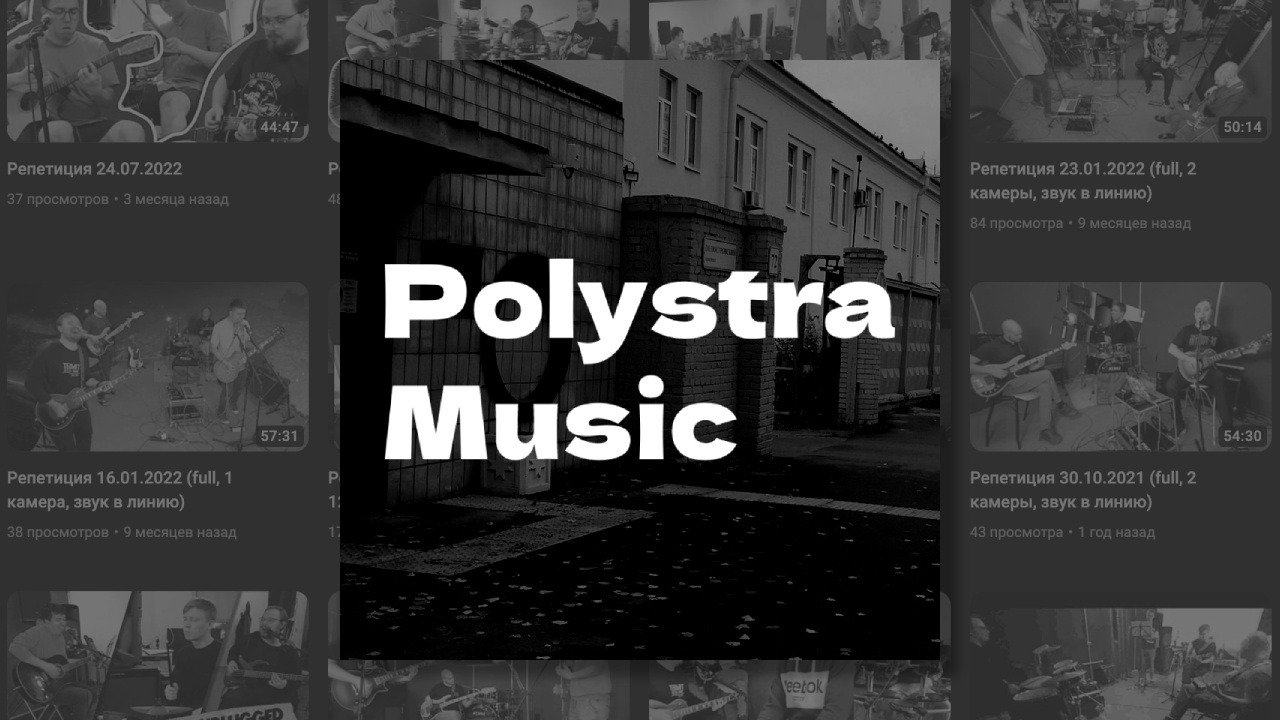 44:47
50:14
Репетиция 24.07.2022
37 просмотров • 3 месяца назад
Репетиция 23.01.2022 (full, 2
камеры, звук в линию)
84 просмотра • 9 месяцев назад
Polystra
Music
57:31
54:30
Репетиция 16.01.2022 (full, 1
камера, звук в линию)
38 просмотров • 9 месяцев назад
Репетиция 30.10.2021 (full, 2
камеры, звук в линию)
43 просмотра • 1 год назад